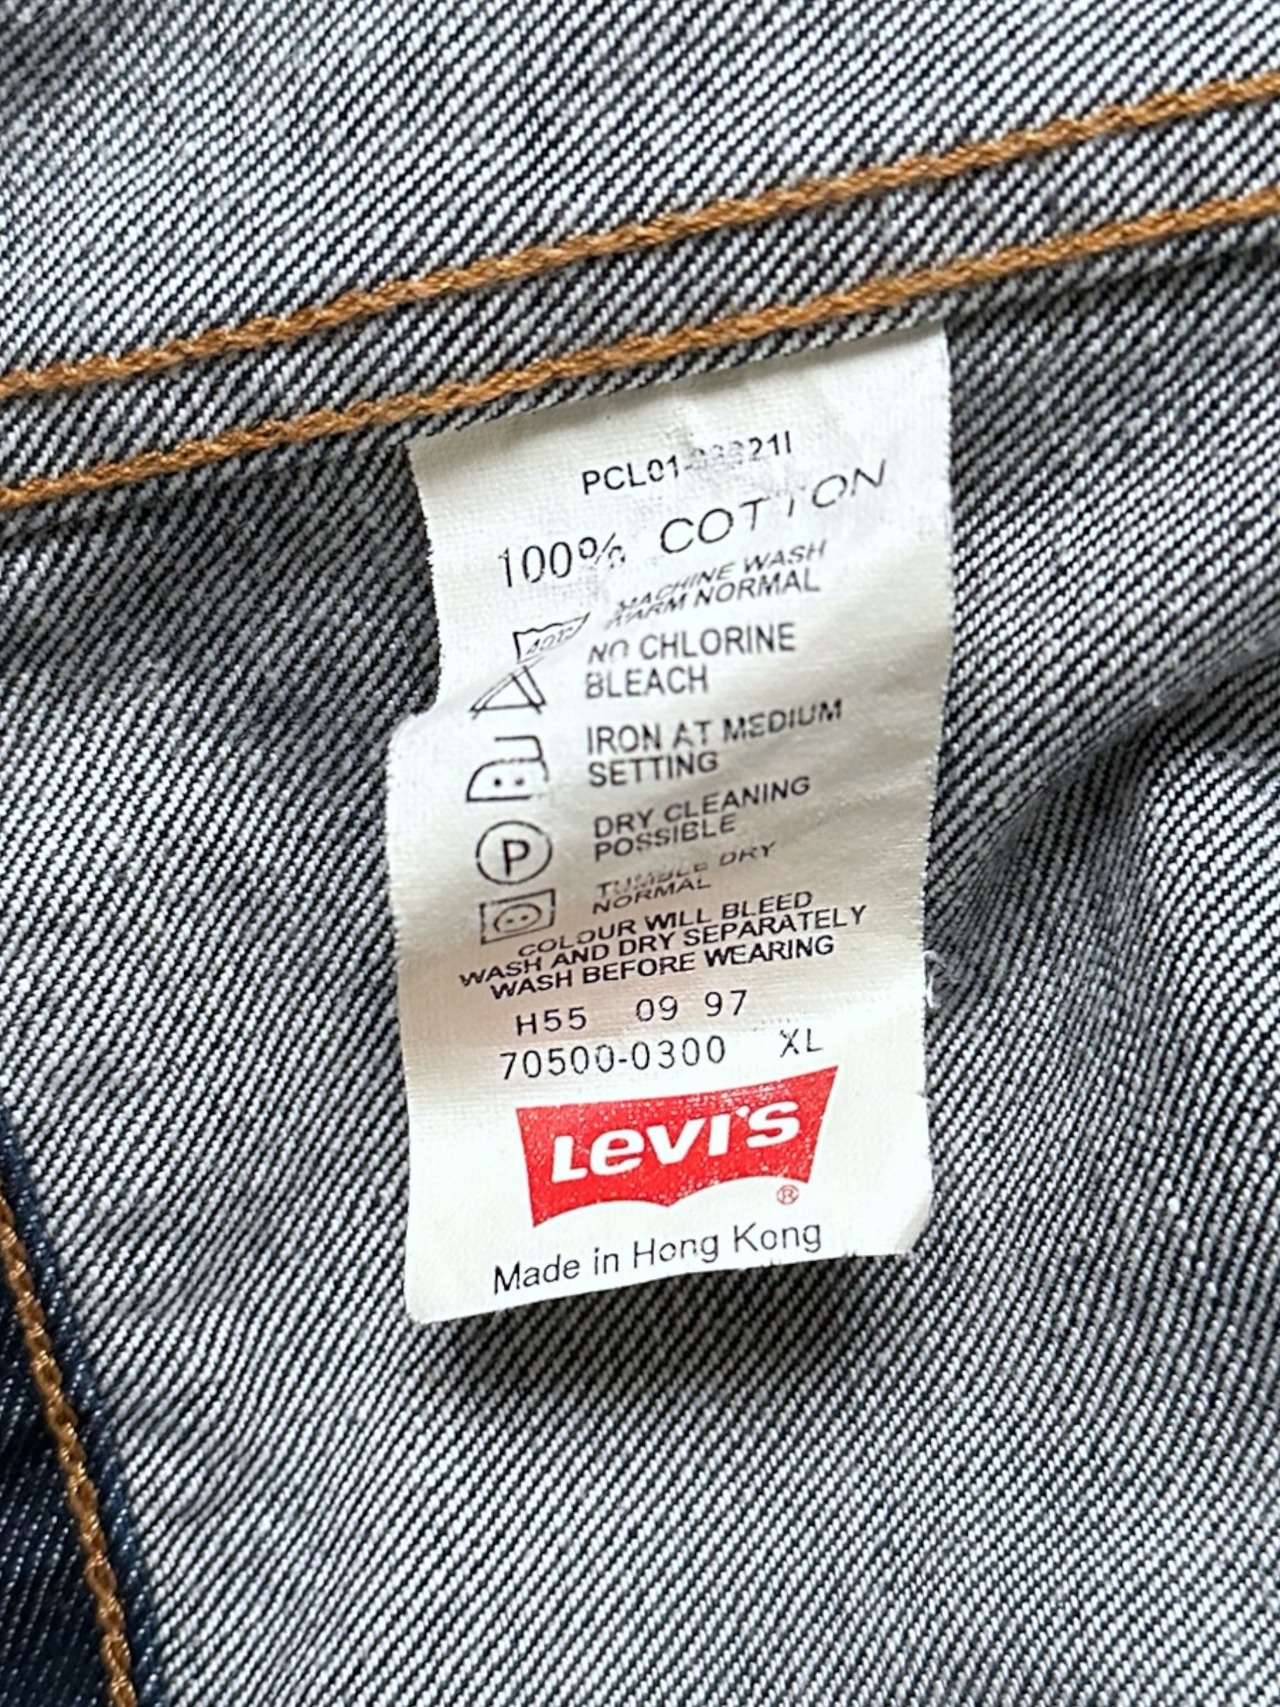 100% COTTON
MACHINE WASH
WARM NORMAL
40°
NO CHLORINE
BLEACH
IRON AT MEDIUM
SETTING
P
DRY CLEANING
POSSIBLE
TUMBLE DRY
NORMAL
COLOUR WILL BLEED
WASH AND DRY SEPARATELY
WASH BEFORE WEARING
H55 09 97
70500-0300 XL
Levi's ®
Made in Hong Kong